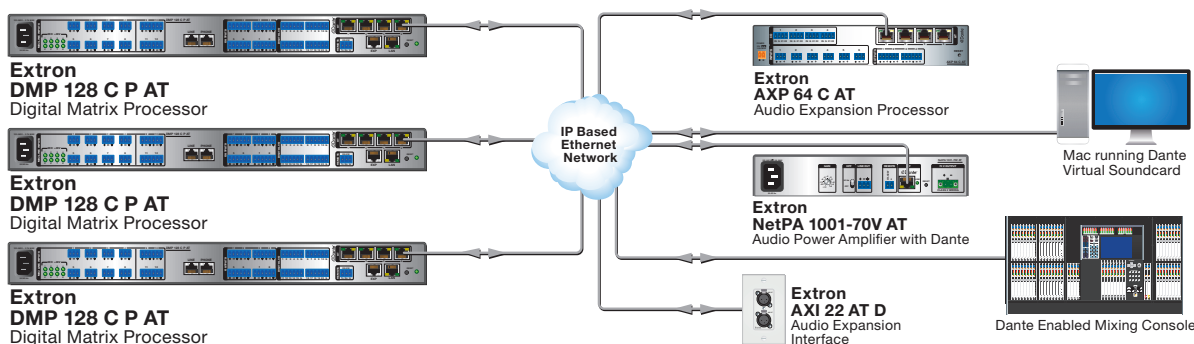 Extron
DMP 128 C P AT
Digital Matrix Processor
Extron
DMP 128 C P AT
Digital Matrix Processor
Extron
DMP 128 C P AT
Digital Matrix Processor
IP Based
Ethernet
Network
Extron
AXP 64 C AT
Audio Expansion Processor
Mac running Dante
Virtual Soundcard
Extron
NetPA 1001-70V AT
Audio Power Amplifier with Dante
Extron
AXI 22 AT D
Audio Expansion
Interface
Dante Enabled Mixing Console